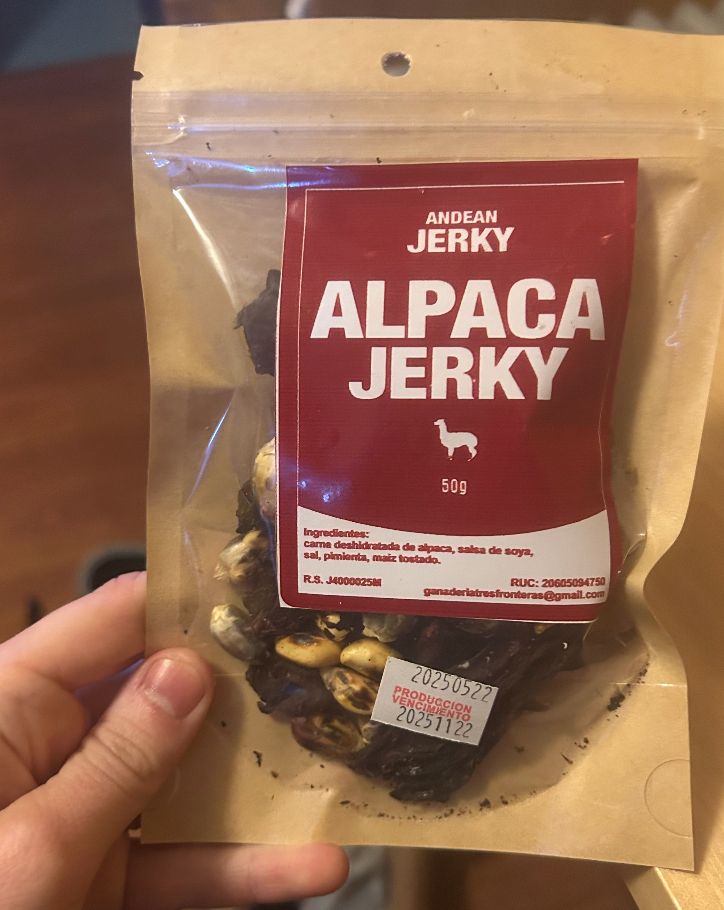 ANDEAN
JERKY
ALPACA
JERKY
50g
Ingredientes:
carne deshidratada de alpaca, salsa de soya,
sal, pimienta, maiz tostado.
R.S. J4000025M
RUC: 20605094750
ganaderiatresfronteras@gmail.com
20250522
PRODUCCION
VENCIMIENTO
20251122